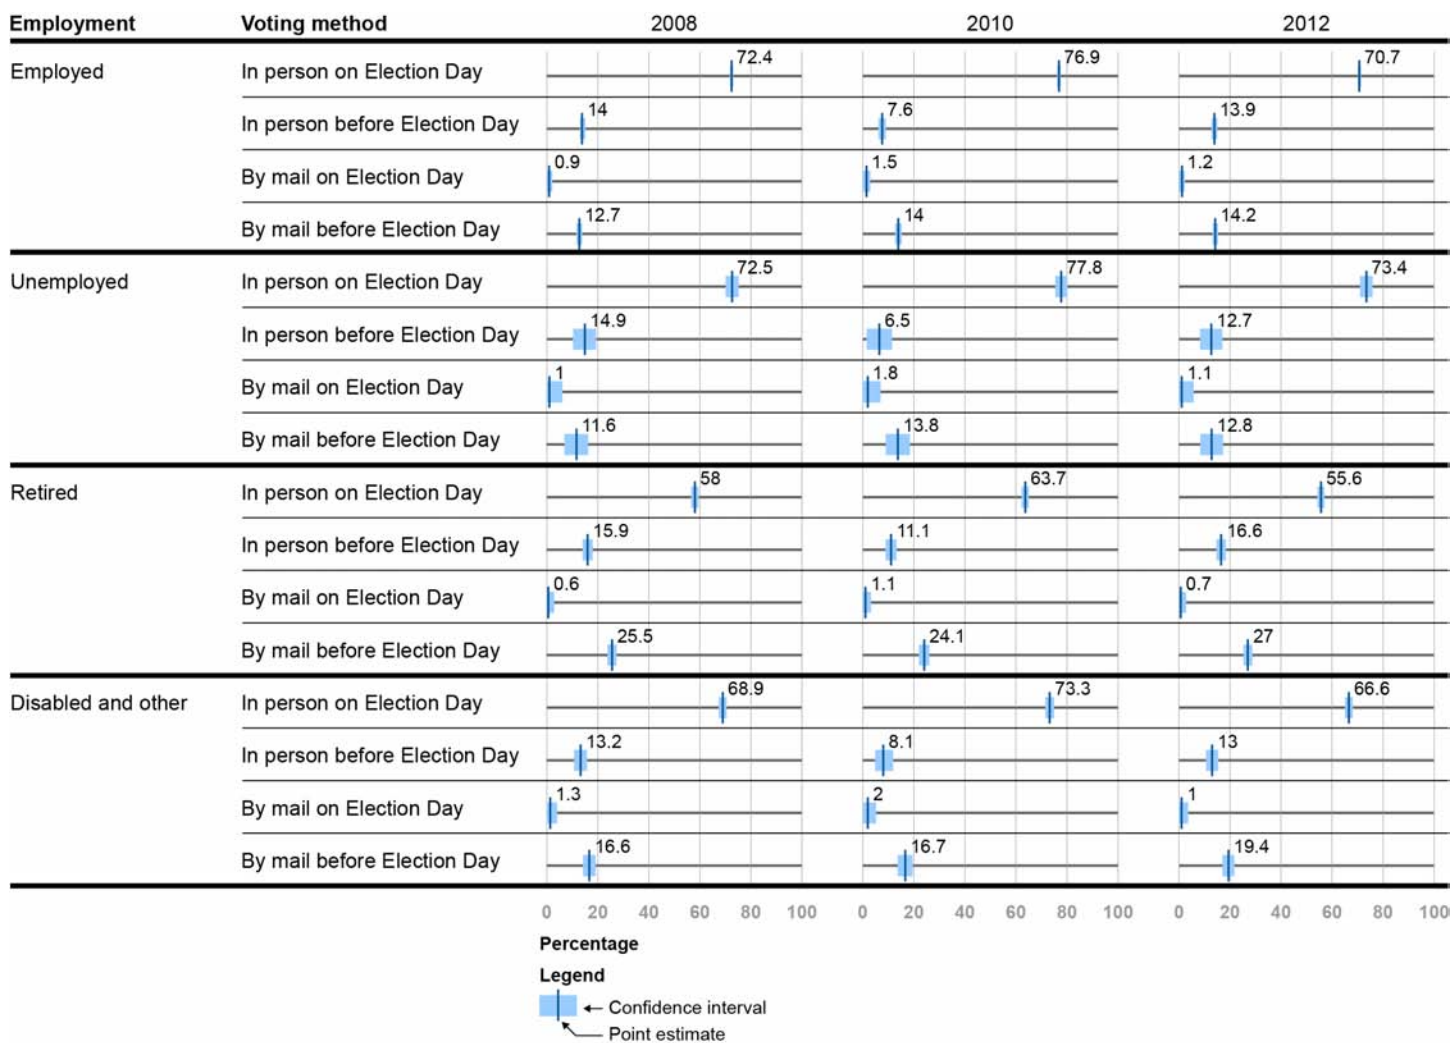 Employment Voting method 2008 2010 2012
Employed In person on Election Day 72.4 76.9 70.7
In person before Election Day 14 7.6 13.9
By mail on Election Day 0.9 1.5 1.2
By mail before Election Day 12.7 14 14.2
Unemployed In person on Election Day 72.5 77.8 73.4
In person before Election Day 14.9 6.5 12.7
By mail on Election Day 1 1.8 1.1
By mail before Election Day 11.6 13.8 12.8
Retired In person on Election Day 58 63.7 55.6
In person before Election Day 15.9 11.1 16.6
By mail on Election Day 0.6 1.1 0.7
By mail before Election Day 25.5 24.1 27
Disabled and other In person on Election Day 68.9 73.3 66.6
In person before Election Day 13.2 8.1 13
By mail on Election Day 1.3 2 1
By mail before Election Day 16.6 16.7 19.4
0 20 40 60 80 100 0 20 40 60 80 100 0 20 40 60 80 100
Percentage
Legend
Confidence interval
Point estimate